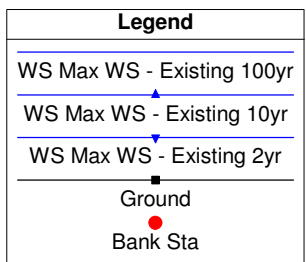 Legend
WS Max WS - Existing 100yr
WS Max WS - Existing 10yr
WS Max WS - Existing 2yr
Ground
Bank Sta